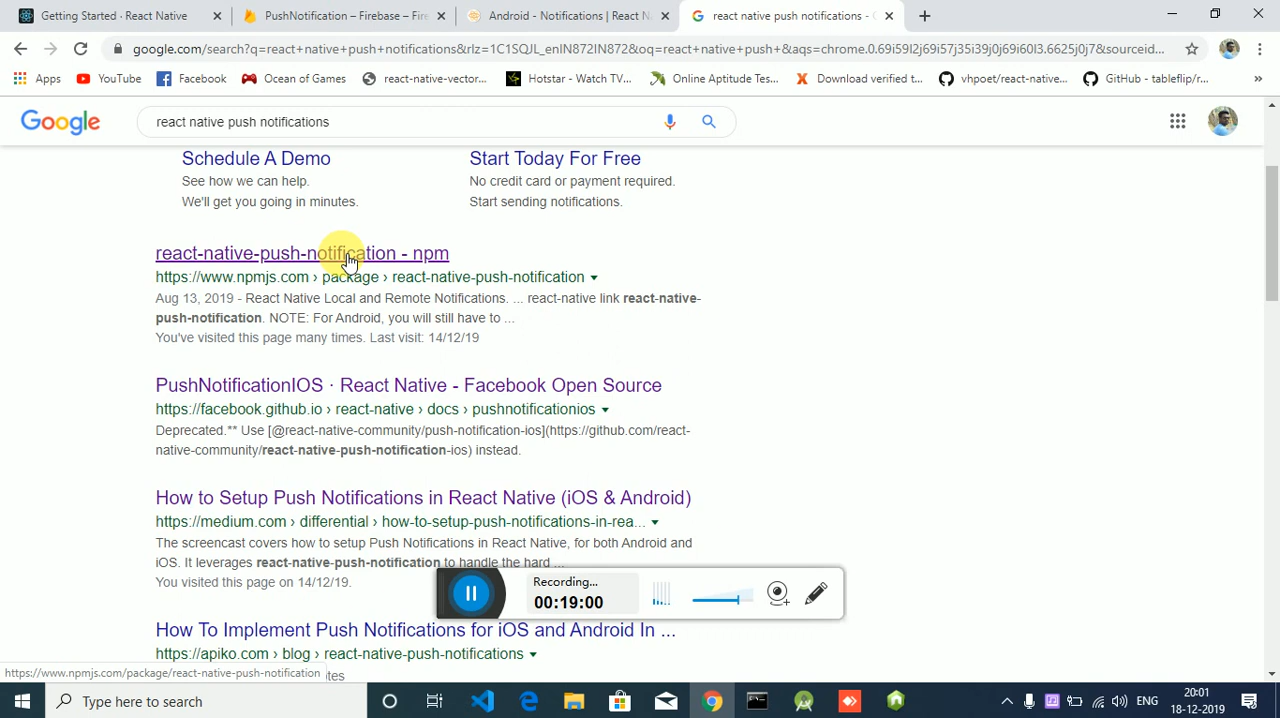 Getting Started · React Native
PushNotification – Firebase – Fire
Android - Notifications | React Na
react native push notifications - G
google.com/search?q=react+native+push+notifications&rlz=1C1SQJL_enIN872IN872&oq=react+native+push+&aqs=chrome.0.69i59l2j69i57j35i39j0j69i60l3.6625j0j7&sourceid...
Apps
YouTube
Facebook
Ocean of Games
react-native-vector...
Hotstar - Watch TV...
Online Aptitude Tes...
Download verified t...
vhpoet/react-native...
GitHub - tableflip/r...
»
Google
react native push notifications
Schedule A Demo
Start Today For Free
See how we can help.
No credit card or payment required.
We'll get you going in minutes.
Start sending notifications.
react-native-push-notification - npm
https://www.npmjs.com › package › react-native-push-notification
Aug 13, 2019 - React Native Local and Remote Notifications. ... react-native link react-native-
push-notification. NOTE: For Android, you will still have to ...
You've visited this page many times. Last visit: 14/12/19
PushNotificationIOS · React Native - Facebook Open Source
https://facebook.github.io › react-native › docs › pushnotificationios
Deprecated.** Use [@react-native-community/push-notification-ios](https://github.com/react-
native-community/react-native-push-notification-ios) instead.
How to Setup Push Notifications in React Native (iOS & Android)
https://medium.com › differential › how-to-setup-push-notifications-in-rea...
The screencast covers how to setup Push Notifications in React Native, for both Android and
iOS. It leverages react-native-push-notification to handle the hard ...
You visited this page on 14/12/19.
Recording...
00:19:00
How To Implement Push Notifications for iOS and Android In ...
https://apiko.com › blog › react-native-push-notifications
https://www.npmjs.com/package/react-native-push-notification
Type here to search
ENG
20:01
18-12-2019